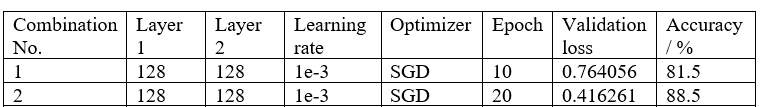 Combination Layer Layer Learning Optimizer Epoch Validation Accuracy
No. 1 2 rate loss / %
1 128 128 1e-3 SGD 10 0.764056 81.5
2 128 128 1e-3 SGD 20 0.416261 88.5